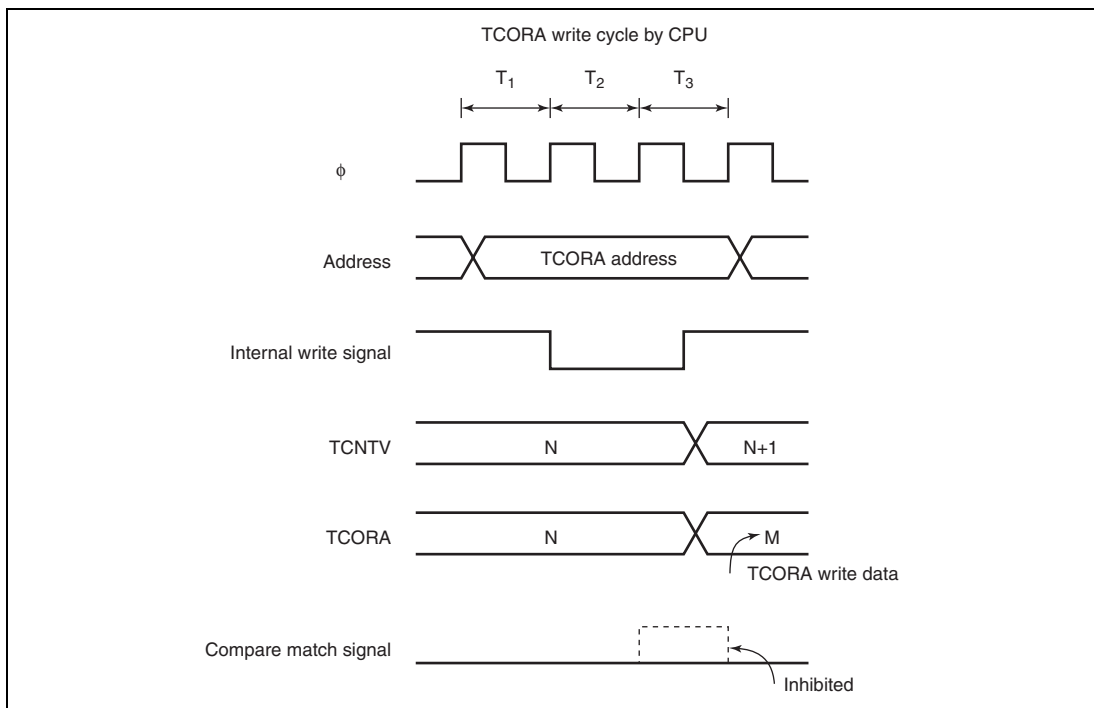 TCORA write cycle by CPU
T1 T2 T3
φ
Address TCORA address
Internal write signal
TCNTV N N+1
TCORA N M
TCORA write data
Compare match signal
Inhibited